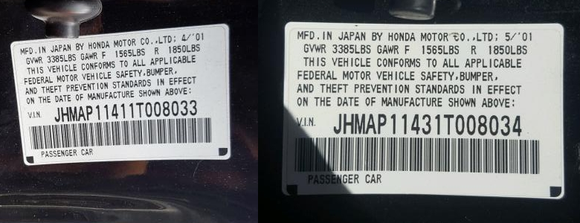 MFD.IN JAPAN BY HONDA MOTOR CO.,LTD; 4/'01
GVWR 3385LBS GAWR F 1565LBS R 1850LBS
THIS VEHICLE CONFORMS TO ALL APPLICABLE
FEDERAL MOTOR VEHICLE SAFETY,BUMPER,
AND THEFT PREVENTION STANDARDS IN EFFECT
ON THE DATE OF MANUFACTURE SHOWN ABOVE:
V.I.N. JHMAP11411T008033
PASSENGER CAR
MFD.IN JAPAN BY HONDA MOTOR CO.,LTD; 5/'01
GVWR 3385LBS GAWR F 1565LBS R 1850LBS
THIS VEHICLE CONFORMS TO ALL APPLICABLE
FEDERAL MOTOR VEHICLE SAFETY,BUMPER,
AND THEFT PREVENTION STANDARDS IN EFFECT
ON THE DATE OF MANUFACTURE SHOWN ABOVE:
V.I.N. JHMAP11431T008034
PASSENGER CAR